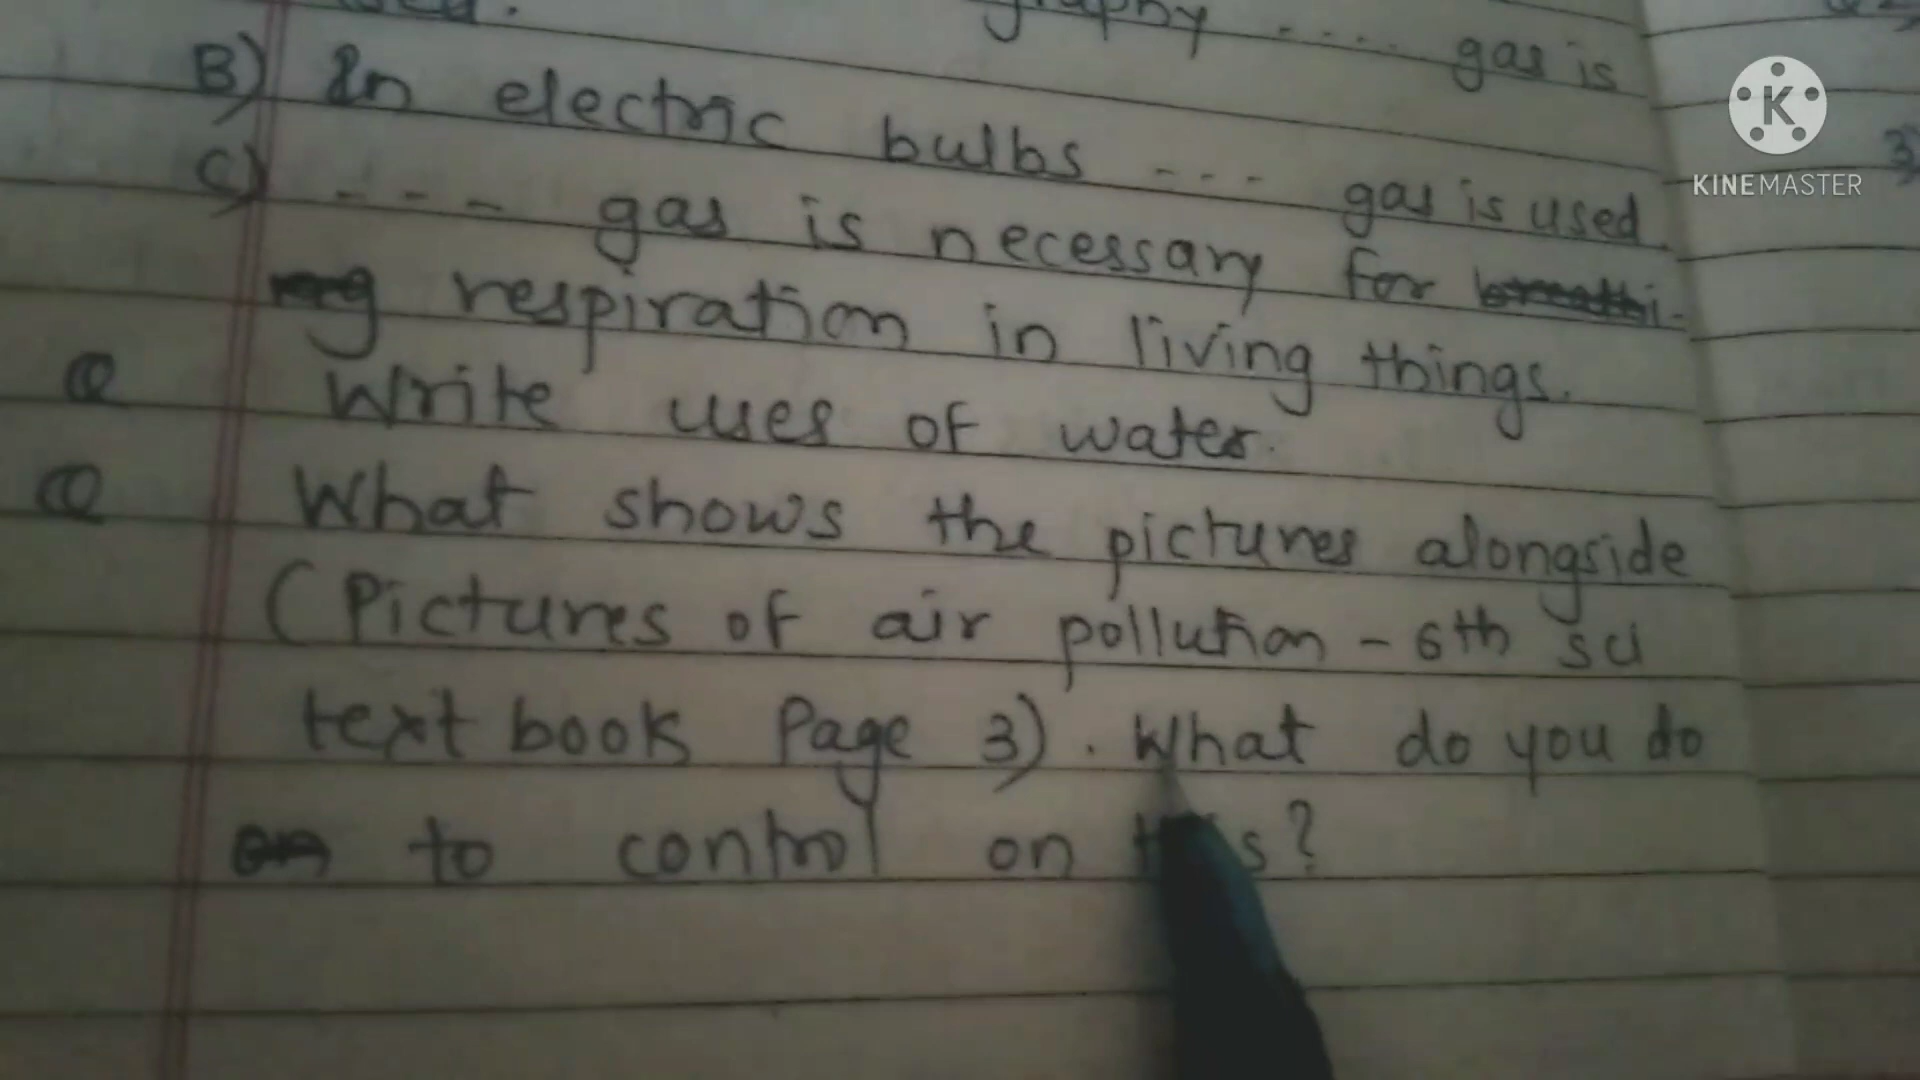 gas is
B) In electric bulbs --- gas is used
C) ---- gas is necessary for
respiration in living things.
Q Write uses of water.
Q What shows the pictures alongside
(Pictures of air pollution - 6th sci
text book Page 3). What do you do
to control on this?
KINEMASTER